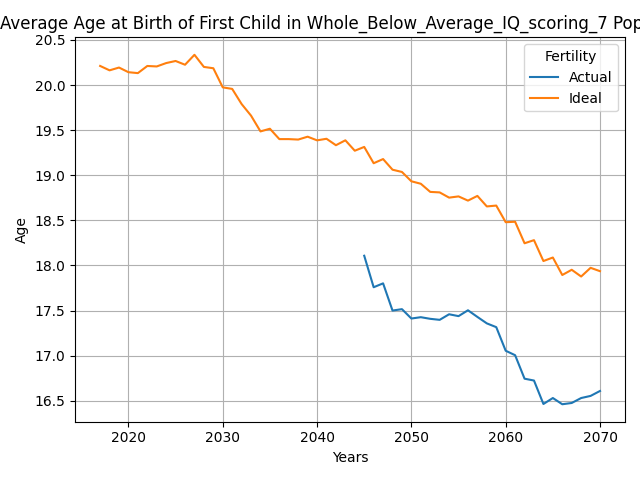 Average Age at Birth of First Child in Whole_Below_Average_IQ_scoring_7 Pop
Fertility
Actual
Ideal
20.5
20.0
19.5
19.0
18.5
18.0
17.5
17.0
16.5
Age
2020 2030 2040 2050 2060 2070
Years